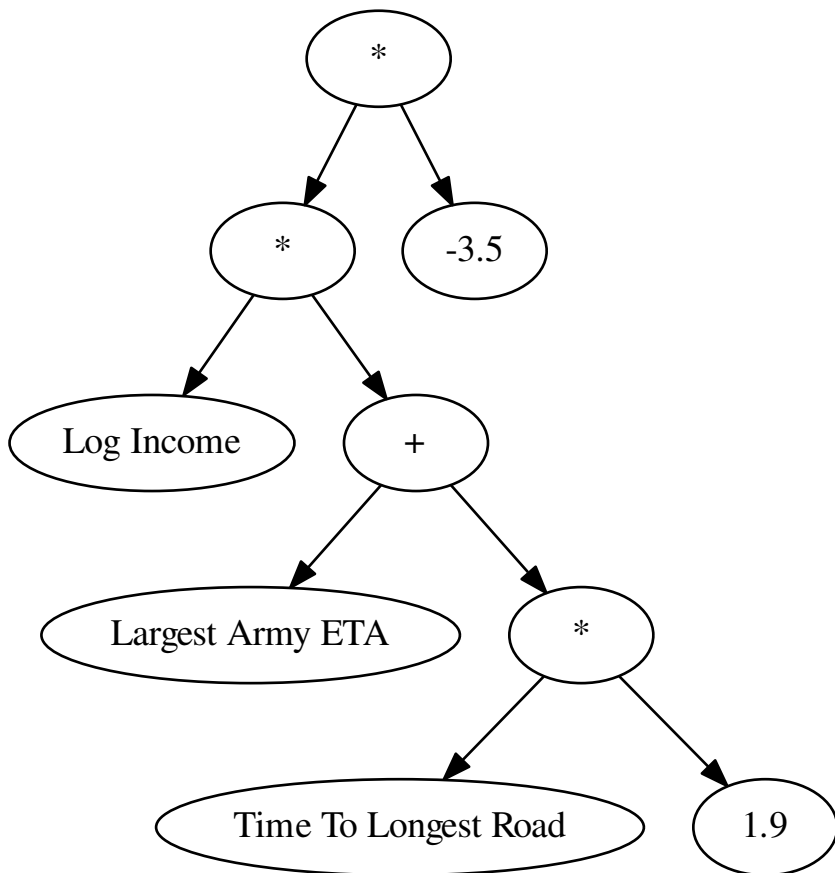 *
*
-3.5
Log Income
+
Largest Army ETA
*
Time To Longest Road
1.9